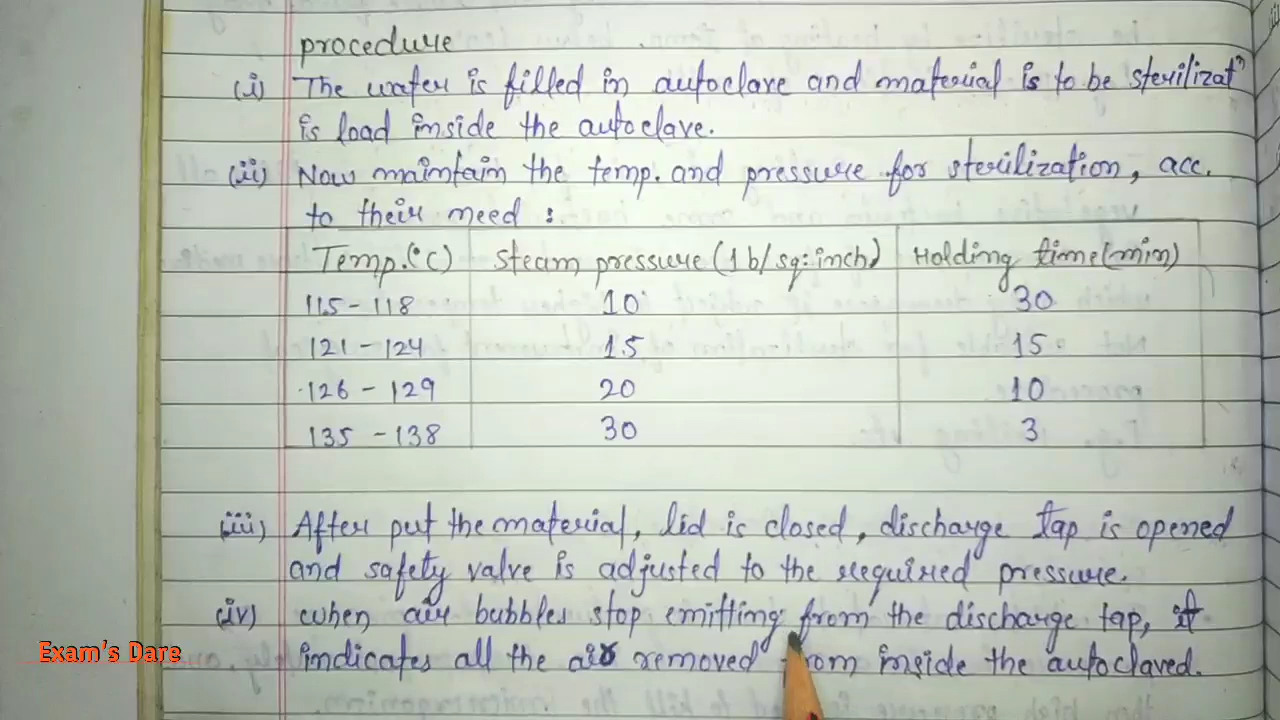 procedure
(i) The water is filled in autoclave and material is to be sterilizatⁿ
is load inside the autoclave.
(ii) Now maintain the temp. and pressure for sterilization, acc.
to their need :
Temp.(°C) Steam pressure (1b/sq.inch) Holding time(min)
115-118 10 30
121-124 15 15
126-129 20 10
135-138 30 3
(iii) After put the material, lid is closed, discharge tap is opened
and safety valve is adjusted to the required pressure.
(iv) when air bubbles stop emitting from the discharge tap, it
Exam's Dare
indicates all the air removed from inside the autoclaved.